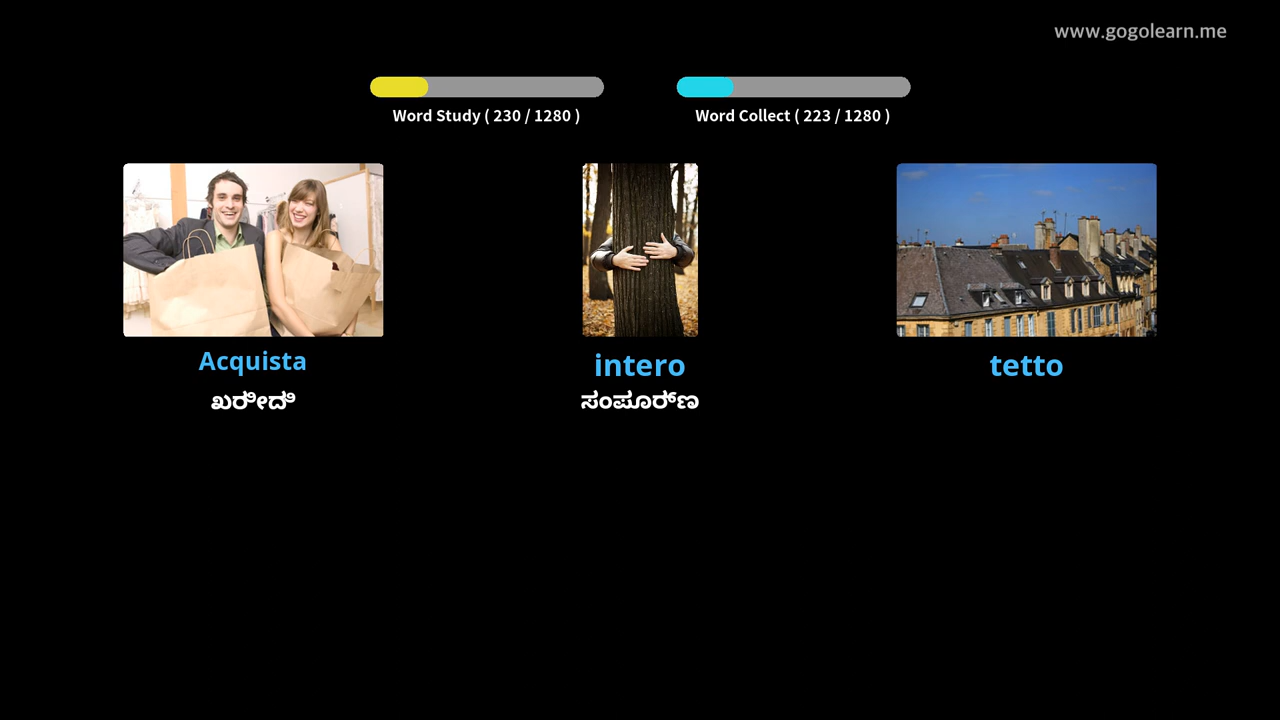 www.gogolearn.me
Word Study ( 230 / 1280 )
Word Collect ( 223 / 1280 )
Acquista
intero
tetto
ಖರೀದಿ
ಸಂಪೂರ್ಣ